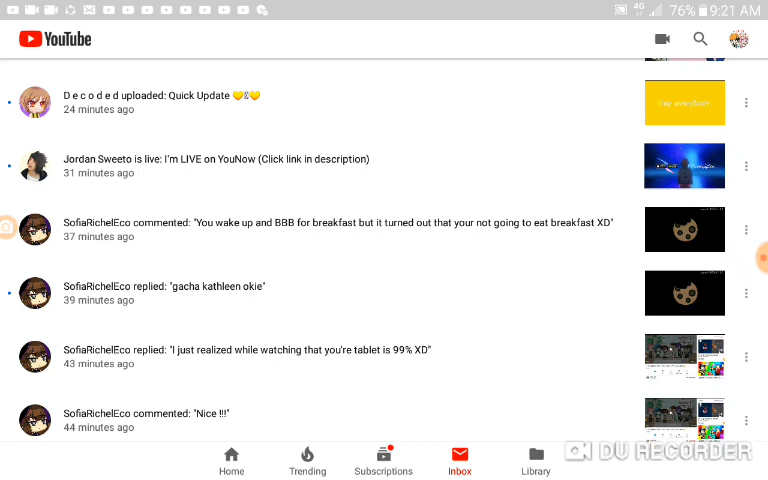 4G 76% 9:21 AM
YouTube
D e c o d e d uploaded: Quick Update 💛💛
24 minutes ago
hey everybody
Jordan Sweeto is live: I'm LIVE on YouNow (Click link in description)
31 minutes ago
SofiaRichelEco commented: "You wake up and BBB for breakfast but it turned out that your not going to eat breakfast XD"
37 minutes ago
SofiaRichelEco replied: "gacha kathleen okie"
39 minutes ago
SofiaRichelEco replied: "I just realized while watching that you're tablet is 99% XD"
43 minutes ago
SofiaRichelEco commented: "Nice !!!"
44 minutes ago
DU RECORDER
Home Trending Subscriptions Inbox Library